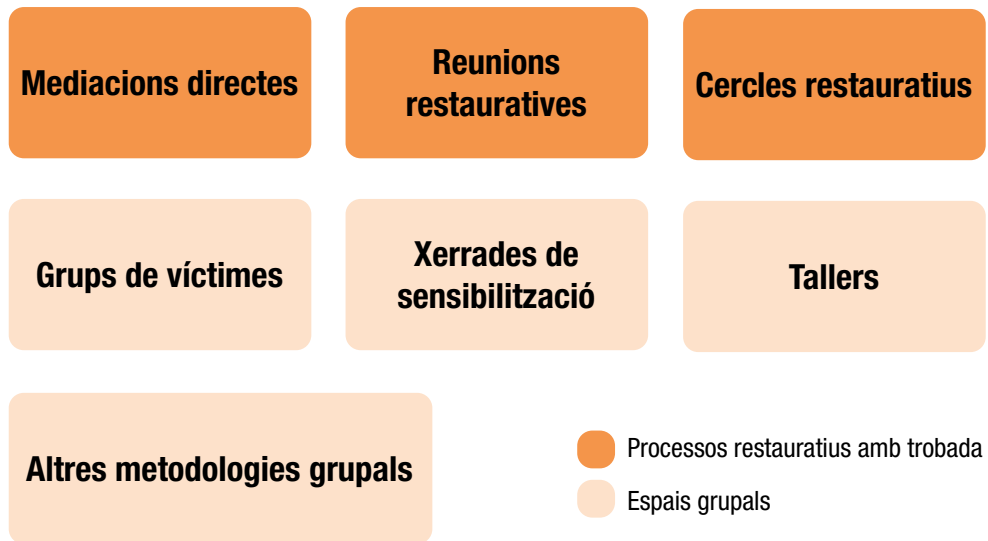 Mediacions directes
Reunions
restauratives
Cercles restauratius
Grups de víctimes
Xerrades de
sensibilització
Tallers
Altres metodologies grupals
Processos restauratius amb trobada
Espais grupals